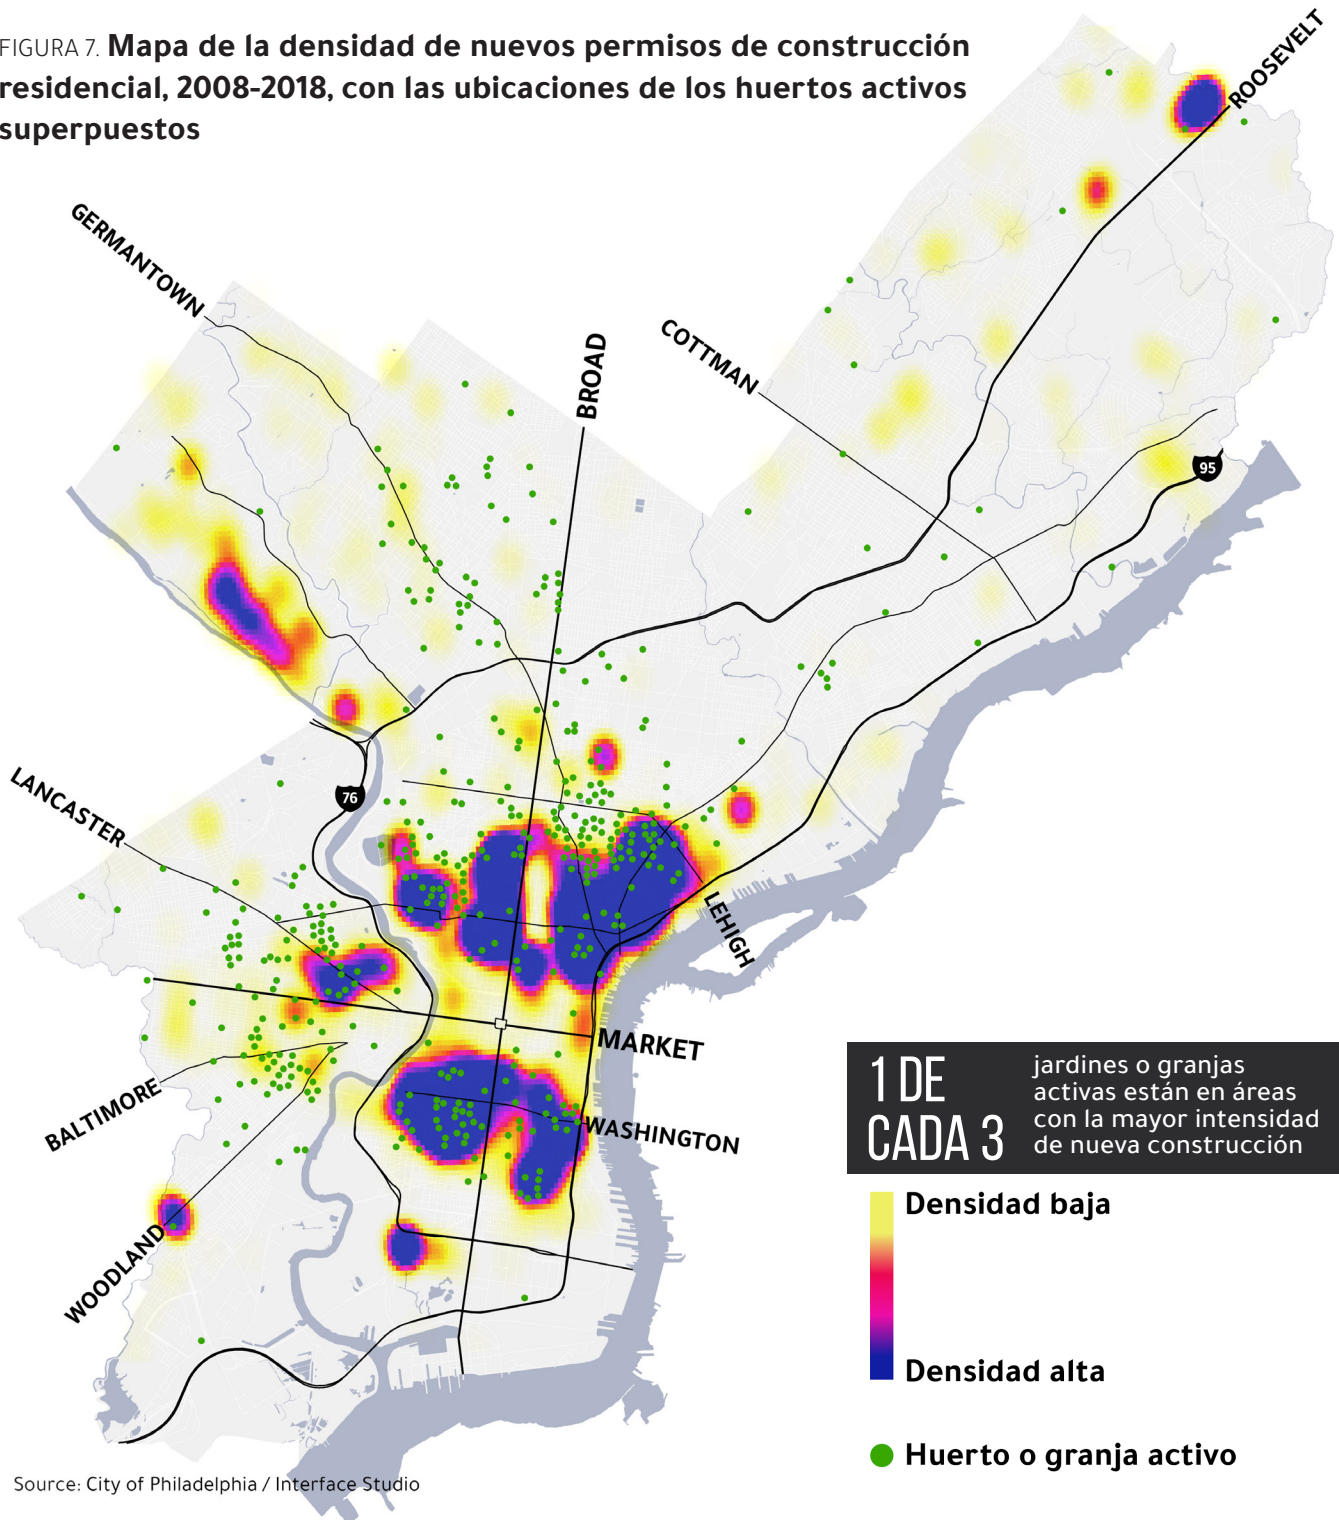 FIGURA 7. Mapa de la densidad de nuevos permisos de construcción
residencial, 2008-2018, con las ubicaciones de los huertos activos
superpuestos
ROOSEVELT
GERMANTOWN
BROAD
COTTMAN
95
LANCASTER
76
LEHIGH
MARKET
BALTIMORE
WASHINGTON
WOODLAND
1 DE
CADA 3
jardines o granjas
activas están en áreas
con la mayor intensidad
de nueva construcción
Densidad baja
Densidad alta
Huerto o granja activo
Source: City of Philadelphia / Interface Studio